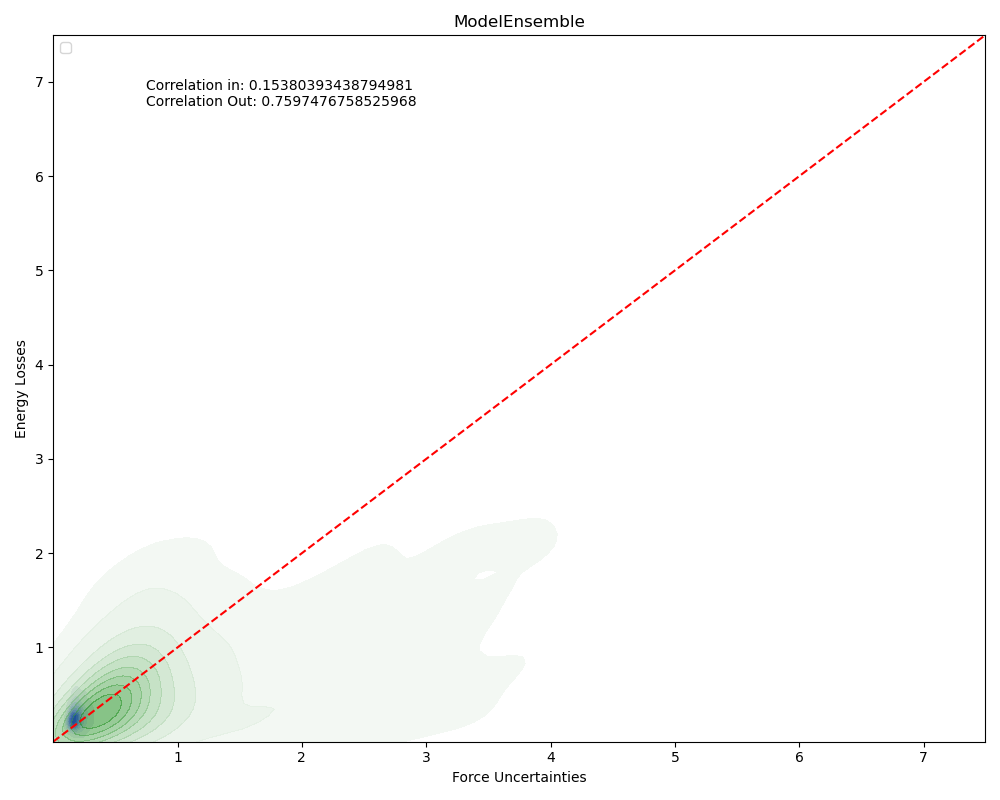 ModelEnsemble
Correlation in: 0.15380393438794981
Correlation Out: 0.7597476758525968
7
6
5
4
3
2
1
Energy Losses
1 2 3 4 5 6 7
Force Uncertainties